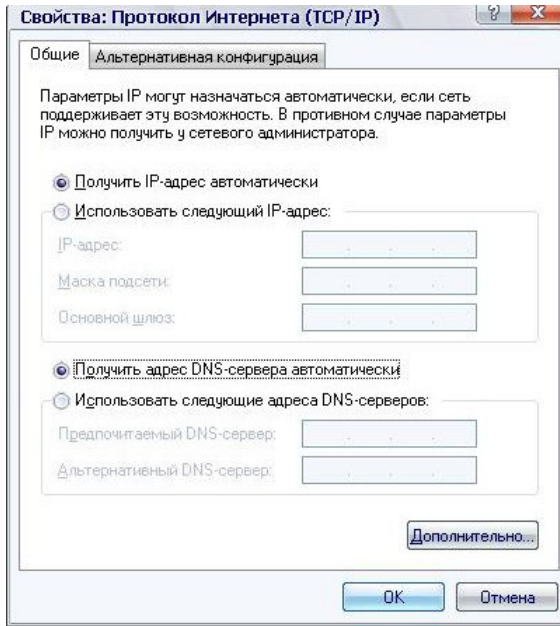 Свойства: Протокол Интернета (TCP/IP)
Общие
Альтернативная конфигурация
Параметры IP могут назначаться автоматически, если сеть
поддерживает эту возможность. В противном случае параметры
IP можно получить у сетевого администратора.
Получить IP-адрес автоматически
Использовать следующий IP-адрес:
IP-адрес:
Маска подсети:
Основной шлюз:
Получить адрес DNS-сервера автоматически
Использовать следующие адреса DNS-серверов:
Предпочитаемый DNS-сервер:
Альтернативный DNS-сервер:
Дополнительно...
OK
Отмена